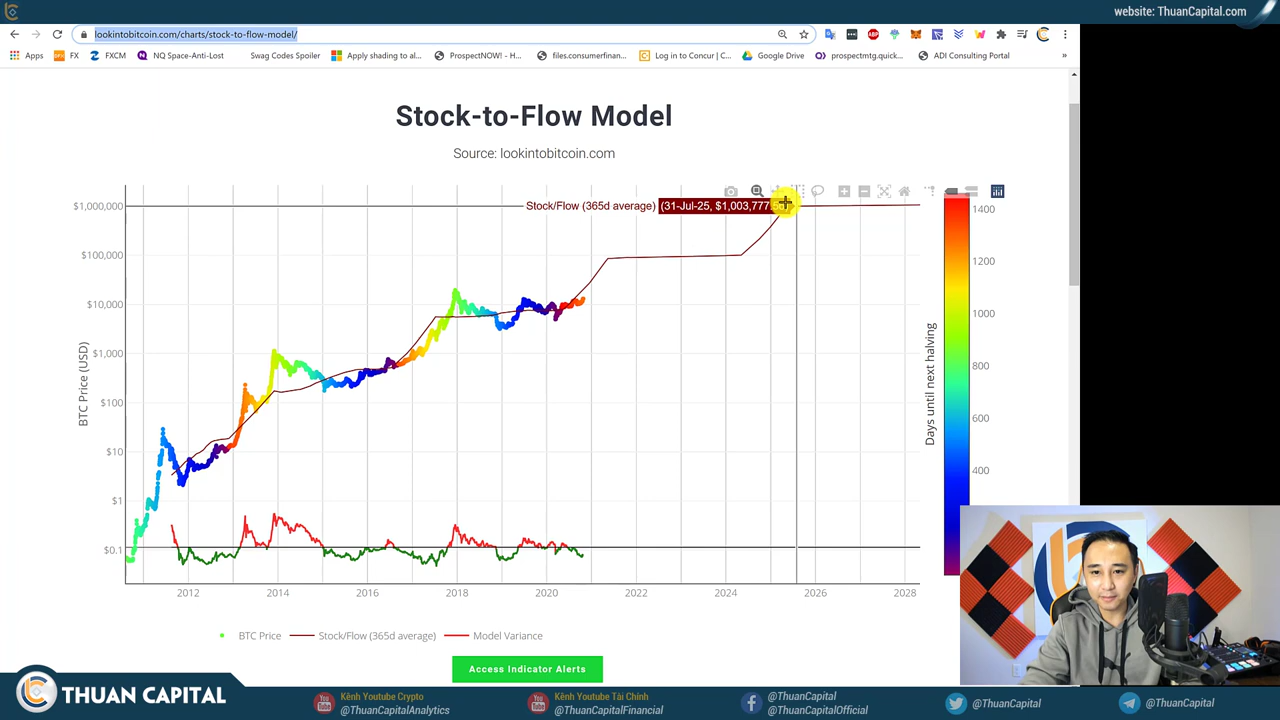 website: ThuanCapital.com
lookintobitcoin.com/charts/stock-to-flow-model/
Apps
FX
FXCM
NQ Space-Anti-Lost
Swag Codes Spoiler
Apply shading to al...
ProspectNOW! - H...
files.consumerfinan...
Log in to Concur | C...
Google Drive
prospectmtg.quick...
ADI Consulting Portal
»
Stock-to-Flow Model
Source: lookintobitcoin.com
Stock/Flow (365d average) (31-Jul-25, $1,003,777.
$1,000,000
$100,000
$10,000
$1,000
$100
$10
$1
$0.1
BTC Price (USD)
2012
2014
2016
2018
2020
2022
2024
2026
2028
1400
1200
1000
800
600
400
Days until next halving
BTC Price
Stock/Flow (365d average)
Model Variance
Access Indicator Alerts
THUAN CAPITAL
Kênh Youtube Crypto
@ThuanCapitalAnalytics
Kênh Youtube Tài Chính
@ThuanCapitalFinancial
@ThuanCapital
@ThuanCapitalOfficial
@ThuanCapital
@ThuanCapital